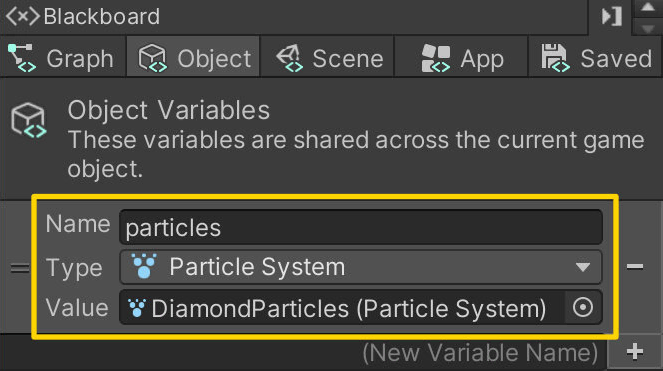 <×> Blackboard
Graph Object Scene App Saved
Object Variables
These variables are shared across the current game
object.
Name particles
Type Particle System
Value DiamondParticles (Particle System)
(New Variable Name) +